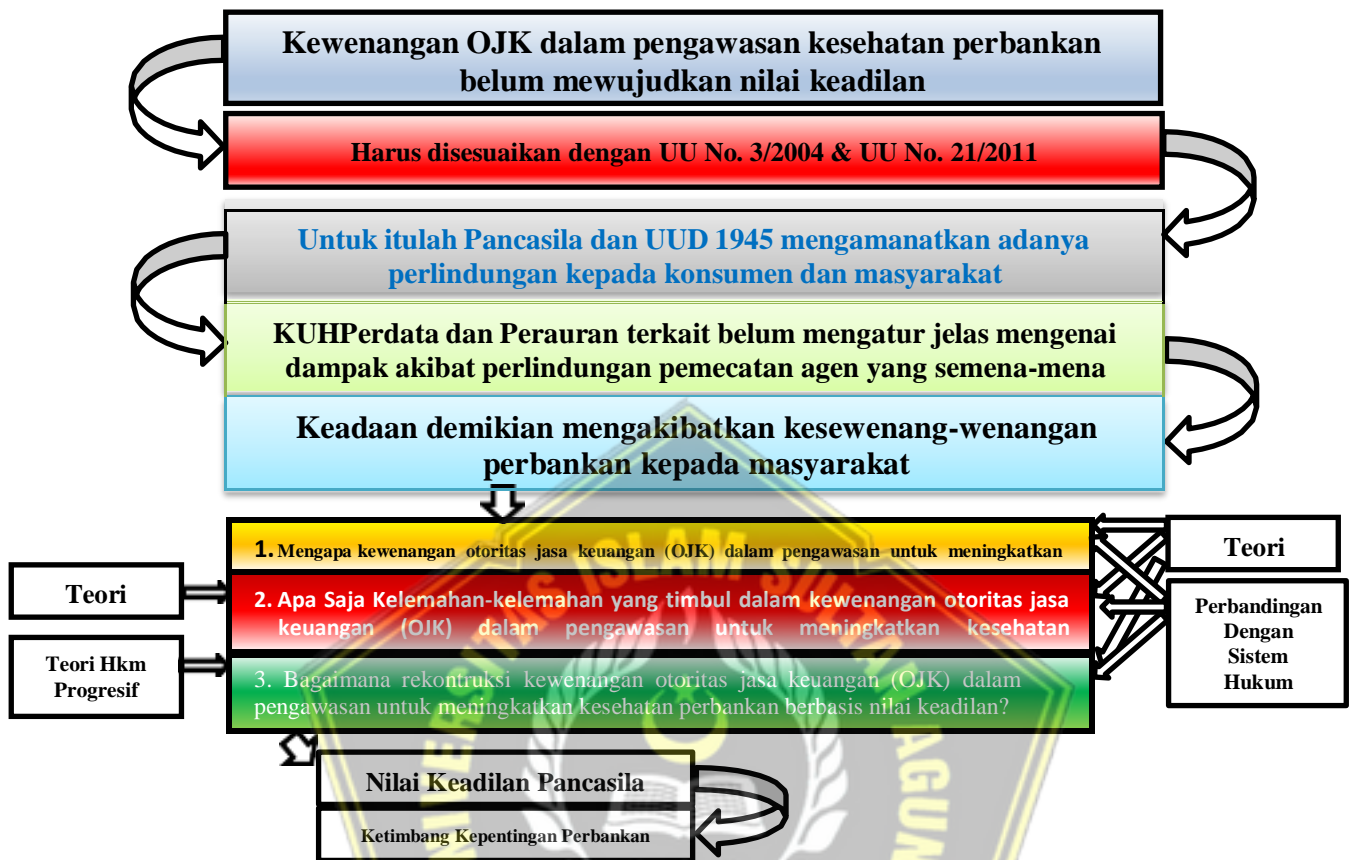 Kewenangan OJK dalam pengawasan kesehatan perbankan
belum mewujudkan nilai keadilan
Harus disesuaikan dengan UU No. 3/2004 & UU No. 21/2011
Untuk itulah Pancasila dan UUD 1945 mengamanatkan adanya
perlindungan kepada konsumen dan masyarakat
KUHPerdata dan Perauran terkait belum mengatur jelas mengenai
dampak akibat perlindungan pemecatan agen yang semena-mena
Keadaan demikian mengakibatkan kesewenang-wenangan
perbankan kepada masyarakat
1. Mengapa kewenangan otoritas jasa keuangan (OJK) dalam pengawasan untuk meningkatkan
Teori
Teori
2. Apa Saja Kelemahan-kelemahan yang timbul dalam kewenangan otoritas jasa
keuangan (OJK) dalam pengawasan untuk meningkatkan kesehatan
Perbandingan
Dengan
Sistem
Hukum
Teori Hkm
Progresif
3. Bagaimana rekontruksi kewenangan otoritas jasa keuangan (OJK) dalam
pengawasan untuk meningkatkan kesehatan perbankan berbasis nilai keadilan?
Nilai Keadilan Pancasila
Ketimbang Kepentingan Perbankan
UNIVERSITAS ISLAM SULTAN AGUN